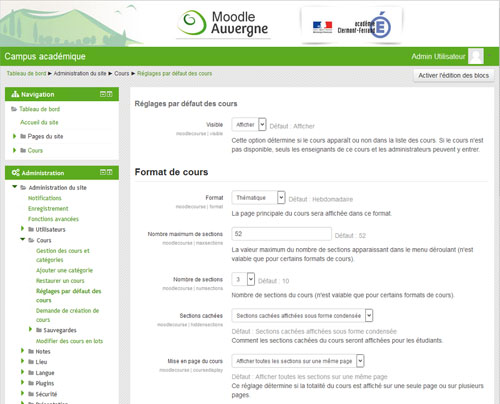 Moodle
Auvergne
académie
Clermont-Ferrand
Campus académique
Admin Utilisateur
Tableau de bord ► Administration du site ► Cours ► Réglages par défaut des cours
Activer l'édition des blocs
Navigation
Tableau de bord
Accueil du site
Pages du site
Cours
Administration
Administration du site
Notifications
Enregistrement
Fonctions avancées
Utilisateurs
Cours
Gestion des cours et
catégories
Ajouter une catégorie
Restaurer un cours
Réglages par défaut des
cours
Demande de création de
cours
Sauvegardes
Modifier des cours en lots
Notes
Lieu
Langue
Plugins
Sécurité
Réglages par défaut des cours
Visible
moodlecourse | visible
Afficher
Défaut : Afficher
Cette option détermine si le cours apparaît ou non dans la liste des cours. Si le cours n'est
pas disponible, seuls les enseignants de ce cours et les administrateurs peuvent y entrer.
Format de cours
Format
moodlecourse | format
Thématique
Défaut : Hebdomadaire
La page principale du cours sera affichée dans ce format.
Nombre maximum de sections
moodlecourse | maxsections
52
Défaut : 52
La valeur maximum du nombre de sections apparaissant dans le menu déroulant (n'est
valable que pour certains formats de cours).
Nombre de sections
moodlecourse | numsections
3
Défaut : 10
Nombre de sections du cours (n'est valable que pour certains formats de cours).
Sections cachées
moodlecourse | hiddensections
Sections cachées affichées sous forme condensée
Défaut : Sections cachées affichées sous forme condensée
Comment les sections cachées du cours seront affichées pour les étudiants.
Mise en page du cours
moodlecourse | coursedisplay
Afficher toutes les sections sur une même page
Défaut : Afficher toutes les sections sur une même page
Ce réglage détermine si la totalité du cours est affiché sur une seule page ou sur plusieurs
pages